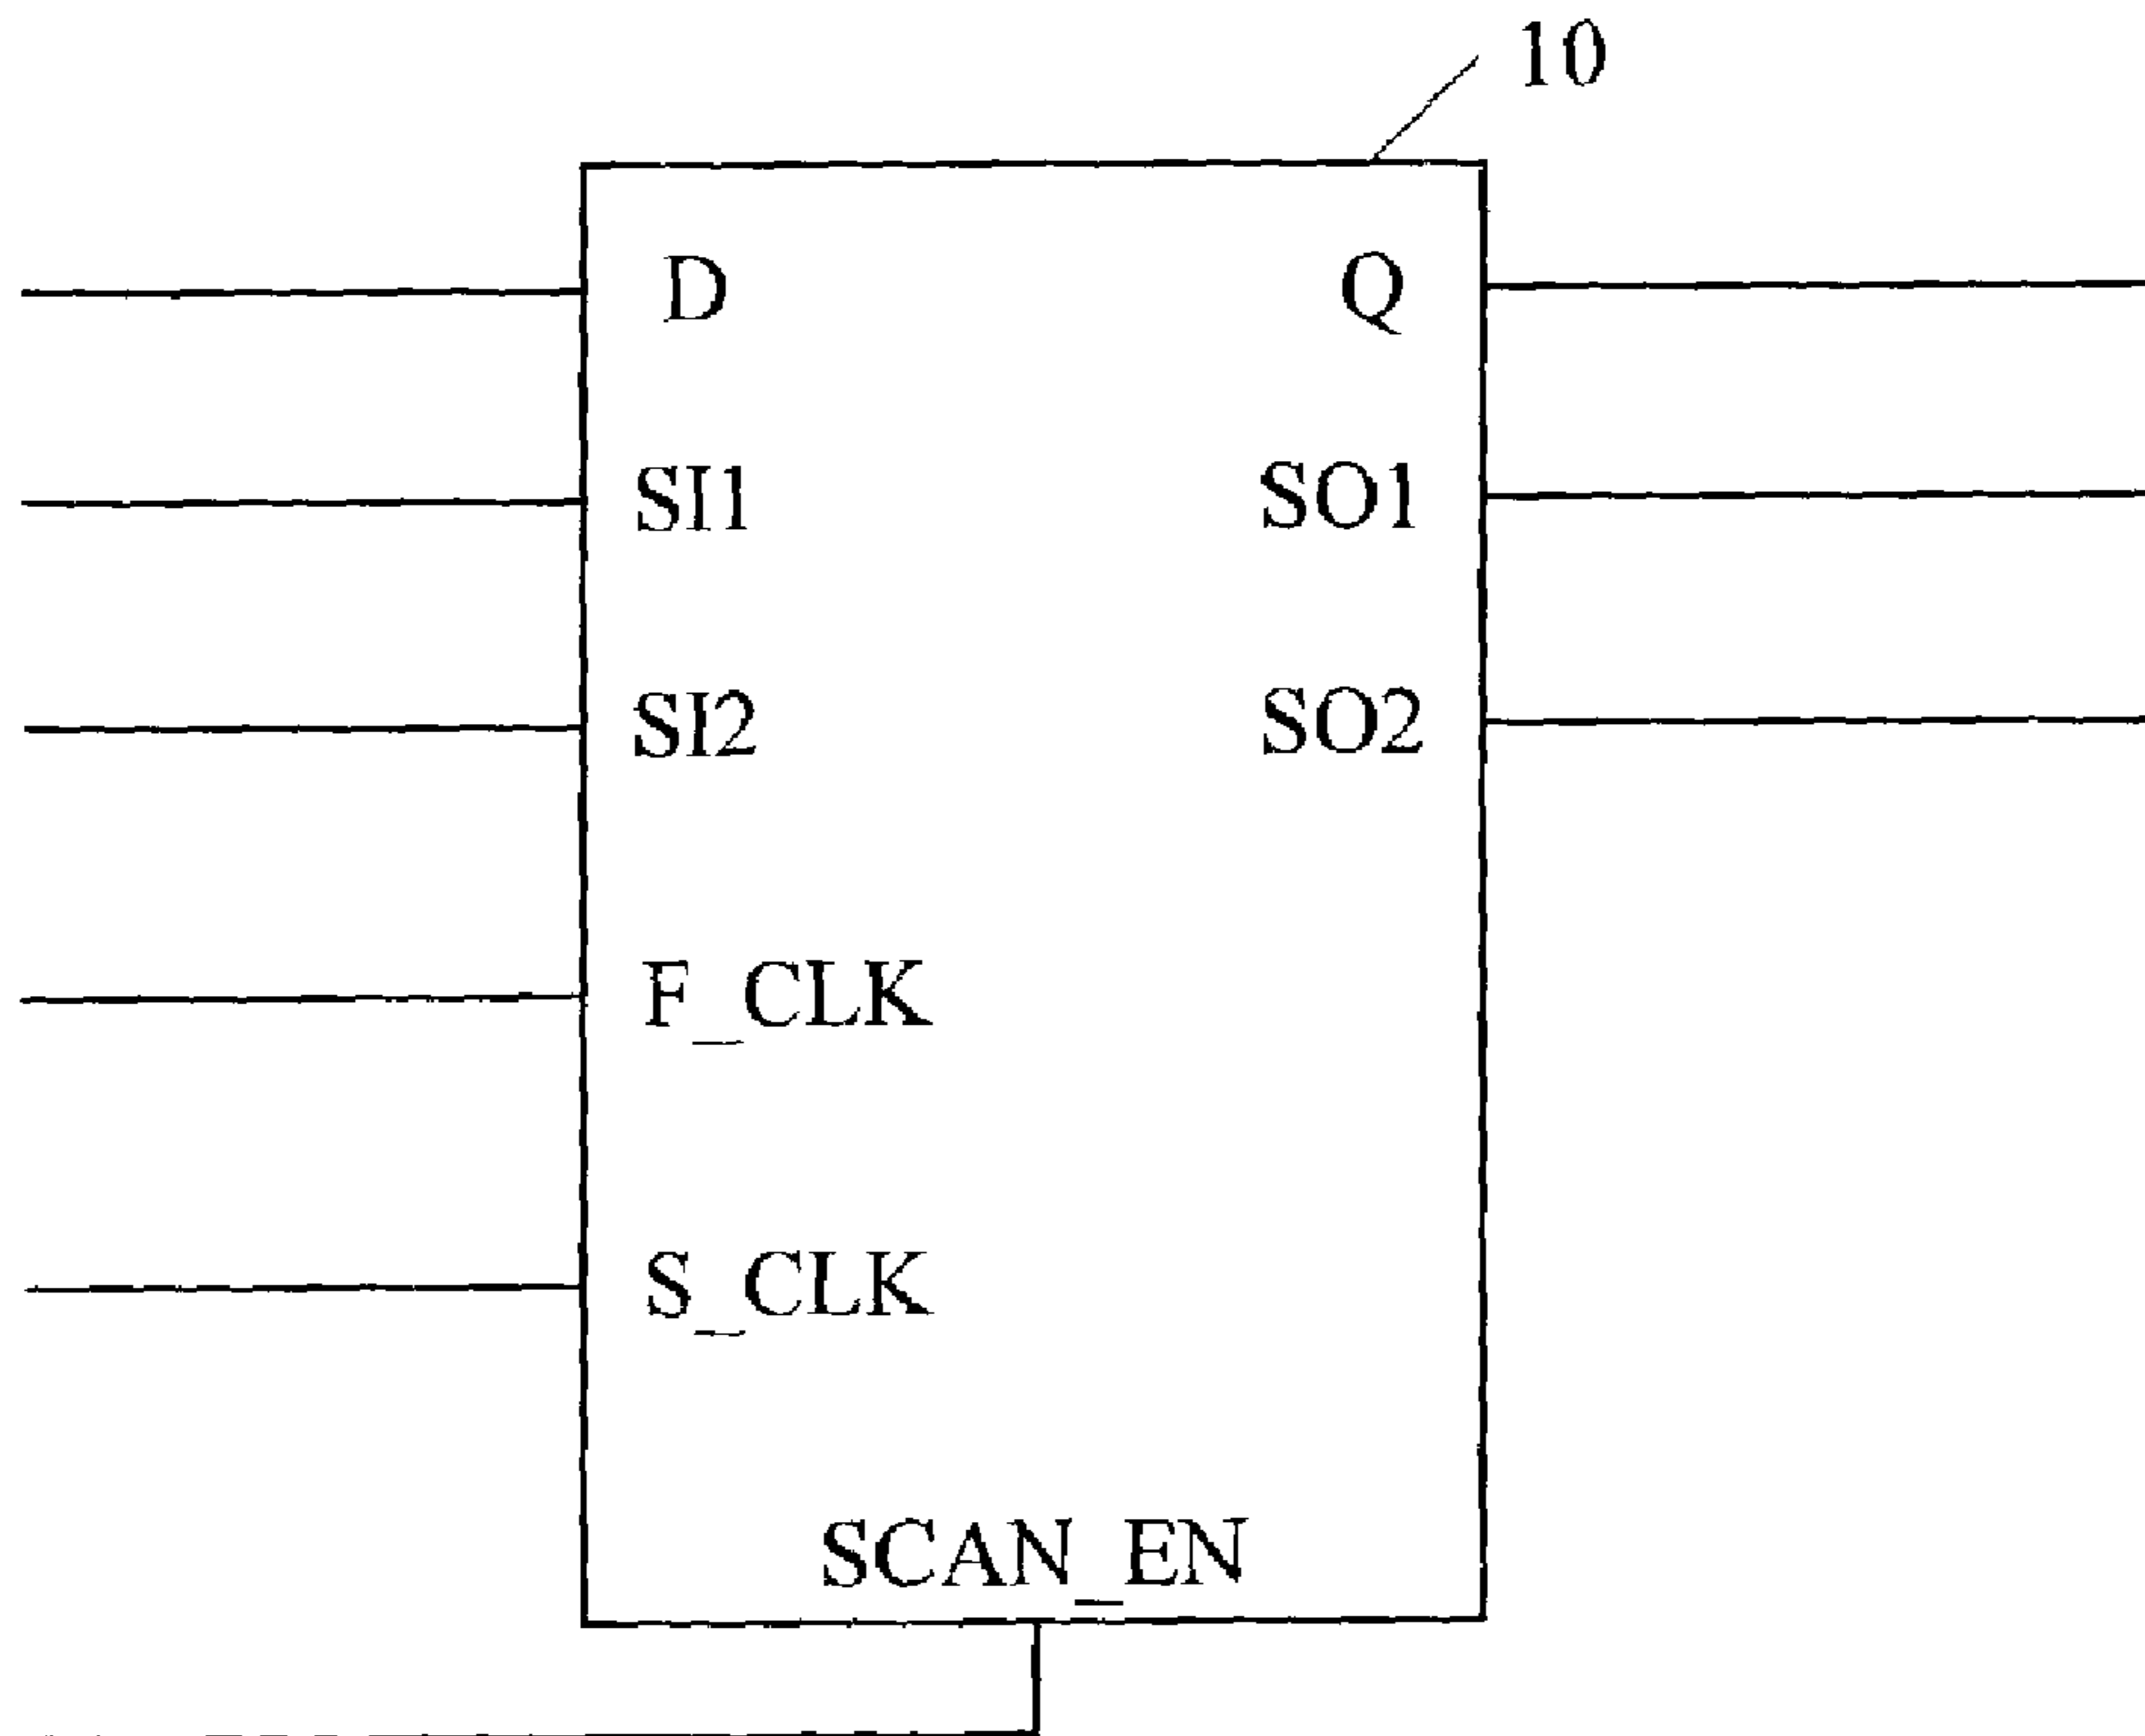 10
D
Q
SI1
SO1
SI2
SO2
F_CLK
S_CLK
SCAN_EN